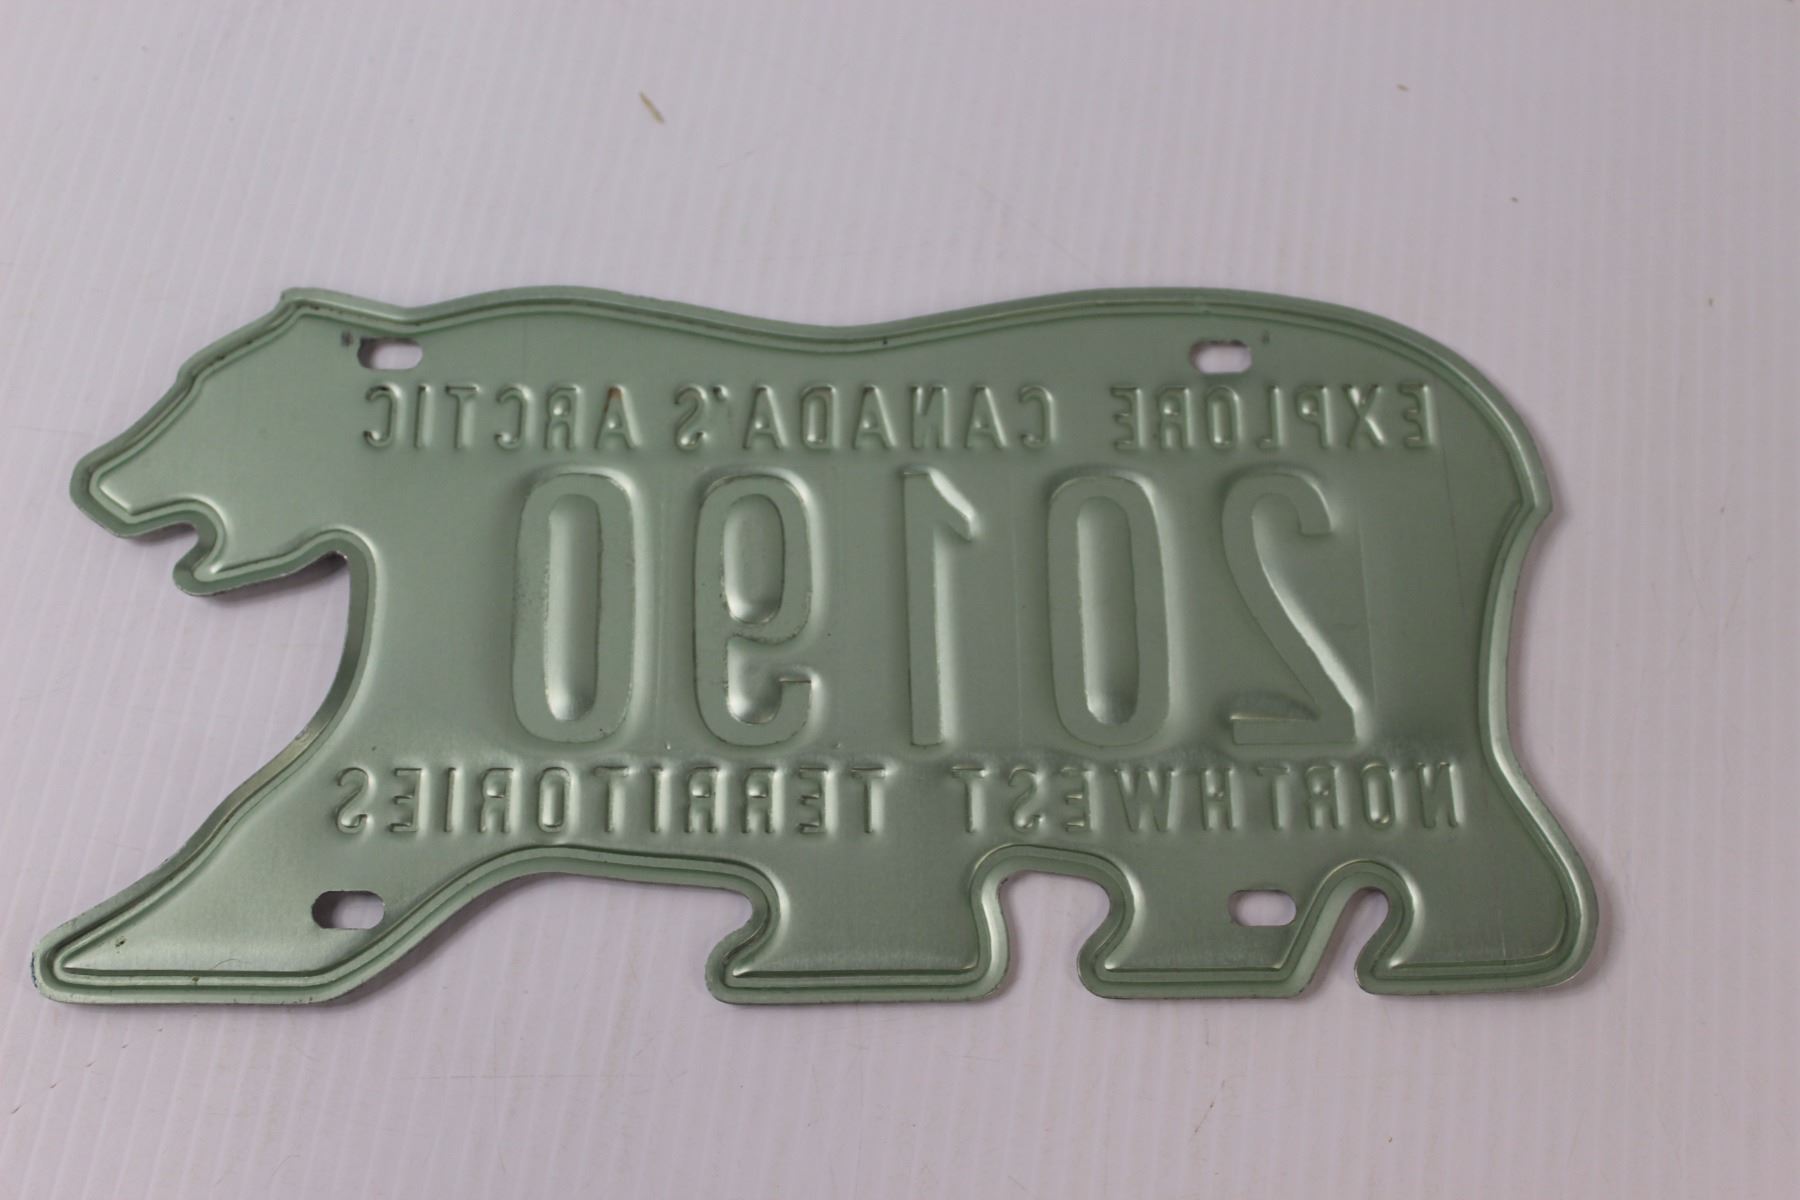 EXPLORE CANADA'S ARCTIC
20190
NORTHWEST TERRITORIES